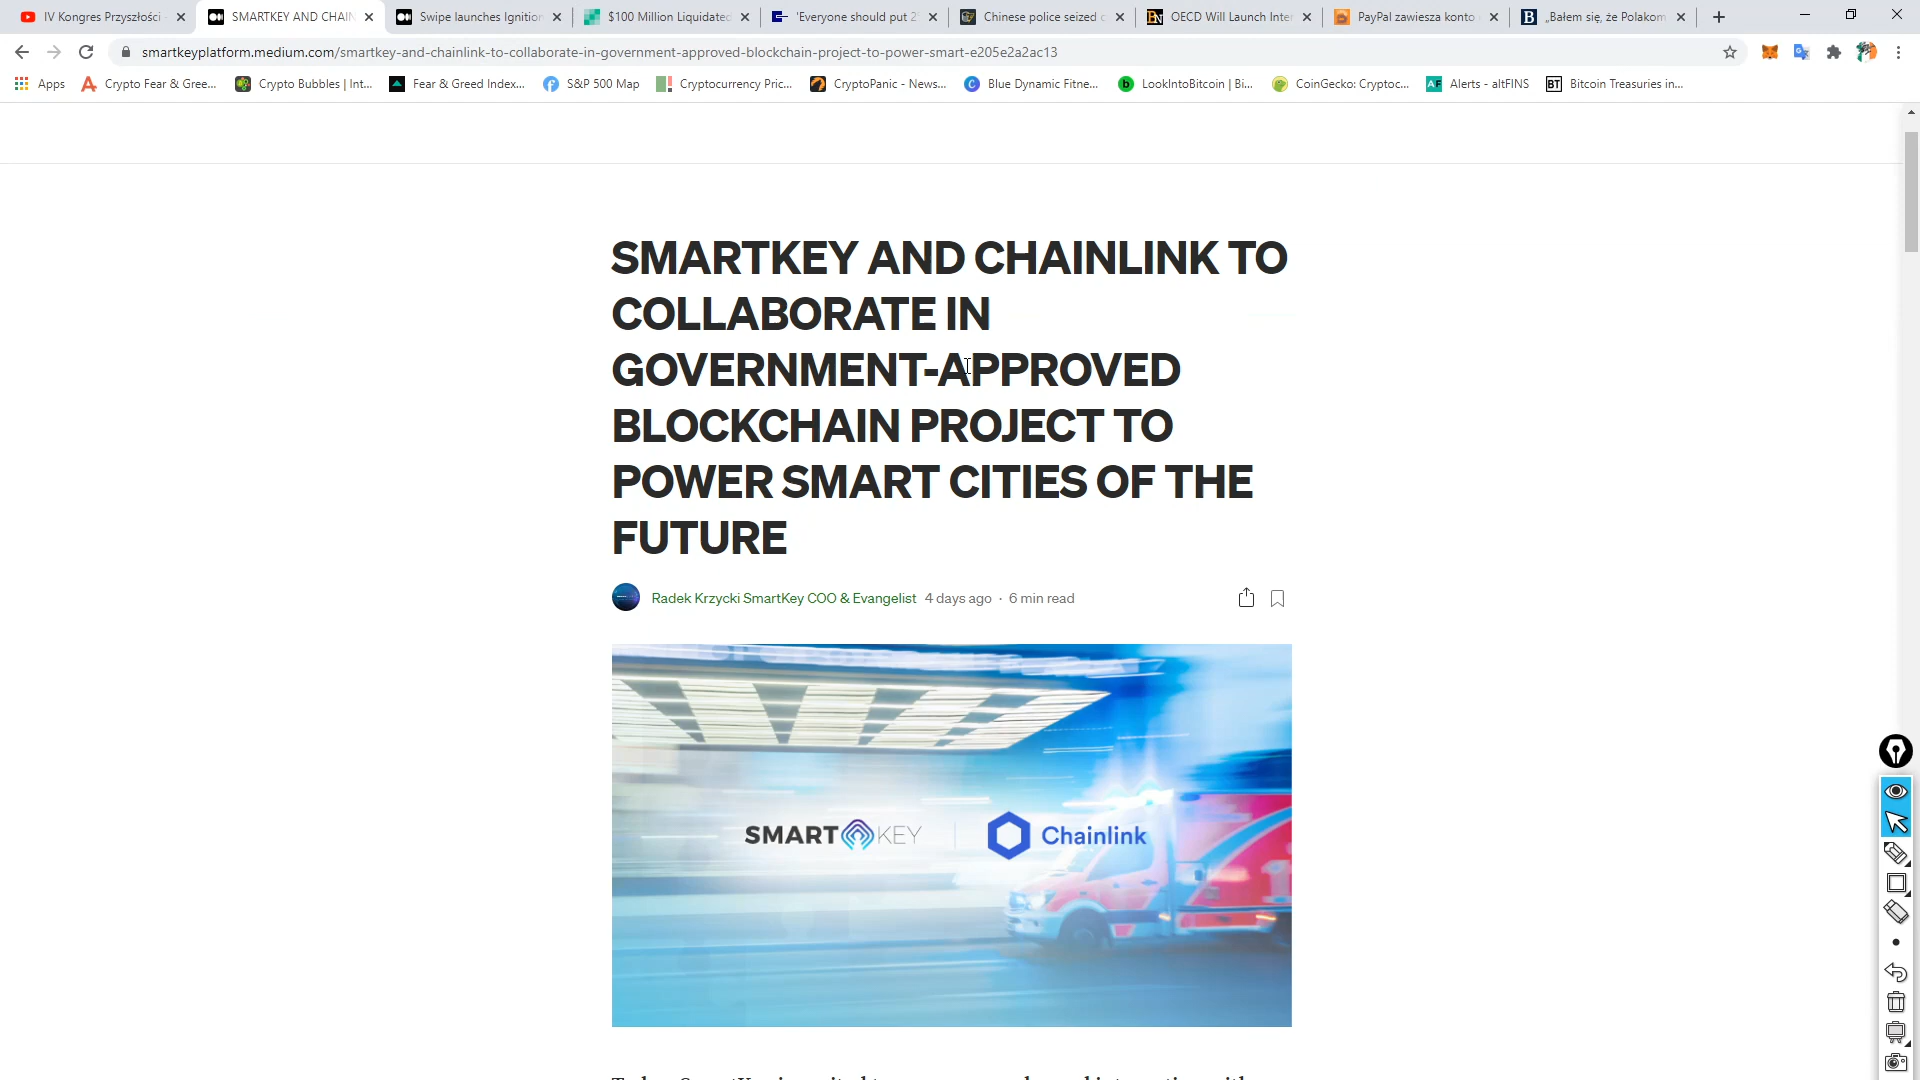 IV Kongres Przyszłości
SMARTKEY AND CHAIN
Swipe launches Ignition
$100 Million Liquidated
'Everyone should put 2
Chinese police seized c
OECD Will Launch Inte
PayPal zawiesza konto
„Bałem się, że Polakom
smartkeyplatform.medium.com/smartkey-and-chainlink-to-collaborate-in-government-approved-blockchain-project-to-power-smart-e205e2a2ac13
Apps
Crypto Fear & Gree...
Crypto Bubbles | Int...
Fear & Greed Index...
S&P 500 Map
Cryptocurrency Pric...
CryptoPanic - News...
Blue Dynamic Fitne...
LookIntoBitcoin | Bi...
CoinGecko: Cryptoc...
Alerts - altFINS
Bitcoin Treasuries in...
SMARTKEY AND CHAINLINK TO
COLLABORATE IN
GOVERNMENT-APPROVED
BLOCKCHAIN PROJECT TO
POWER SMART CITIES OF THE
FUTURE
Radek Krzycki SmartKey COO & Evangelist 4 days ago · 6 min read
SMART KEY
Chainlink